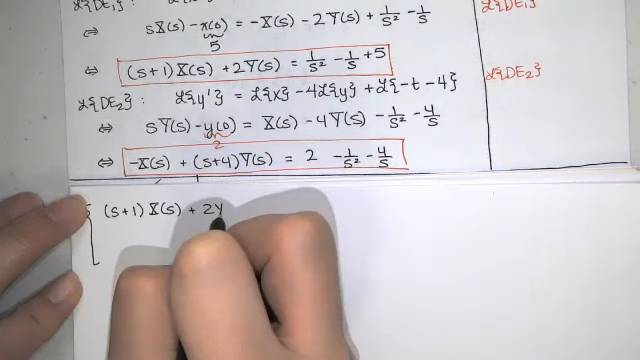 ℒ{DE₁}:
ℒ{DE₁}
⇔ sX(s) - x(0) = -X(s) - 2Y(s) + 1/s² - 1/s
5
⇔ (s+1)X(s) + 2Y(s) = 1/s² - 1/s + 5
ℒ{DE₂}: ℒ{y'} = ℒ{x} - 4ℒ{y} + ℒ{-t-4}
ℒ{DE₂}
⇔ sY(s) - y(0) = X(s) - 4Y(s) - 1/s² - 4/s
2
⇔ -X(s) + (s+4)Y(s) = 2 - 1/s² - 4/s
(s+1)X(s) + 2Y